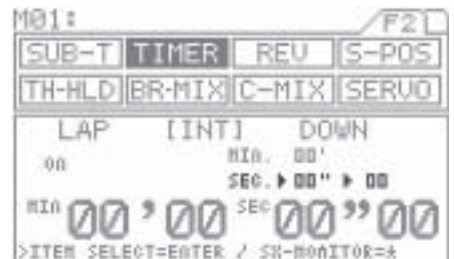 M01: F2
SUB-T TIMER REV S-POS
TH-HLD BR-MIX C-MIX SERVO
LAP [INT] DOWN
ON MIN. 00'
SEC. ▶ 00" ▶ 00
MIN 00 ' 00 SEC 00 " 00
>ITEM SELECT=ENTER / SX-MONITOR=±